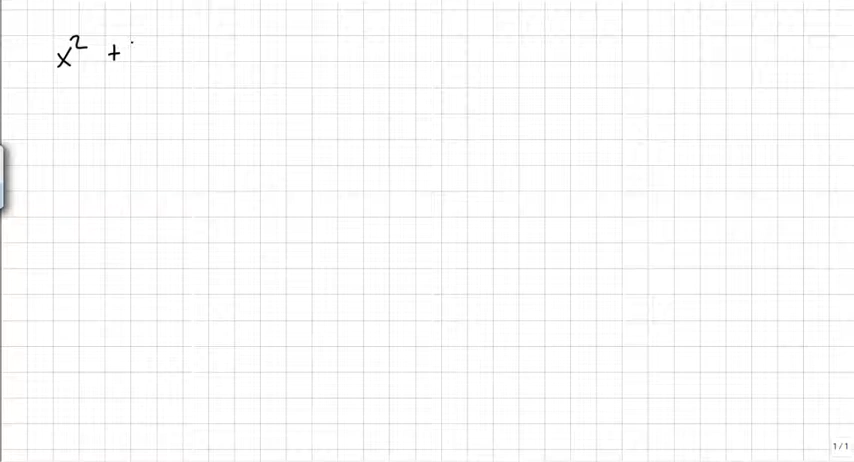 x² +
1/1